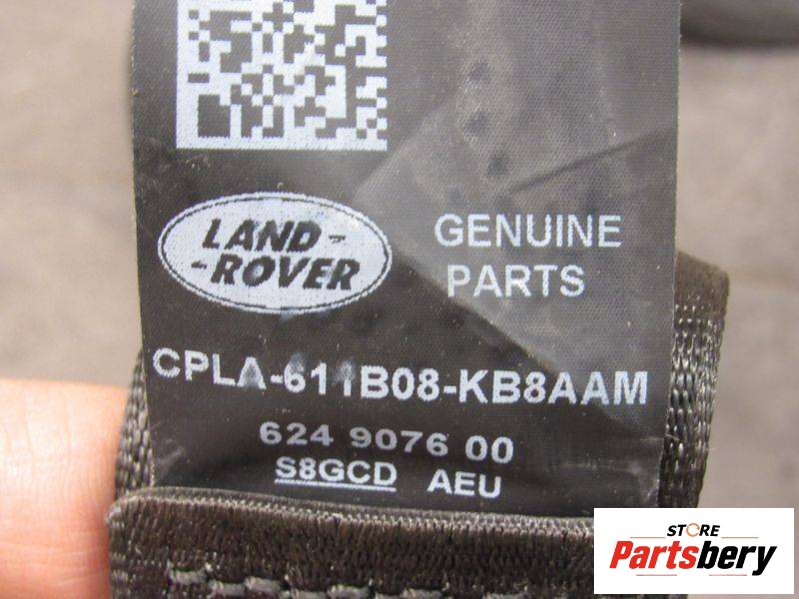 LAND-
-ROVER
GENUINE
PARTS
CPLA-611B08-KB8AAM
624 9076 00
S8GCD AEU
STORE
Partsbery